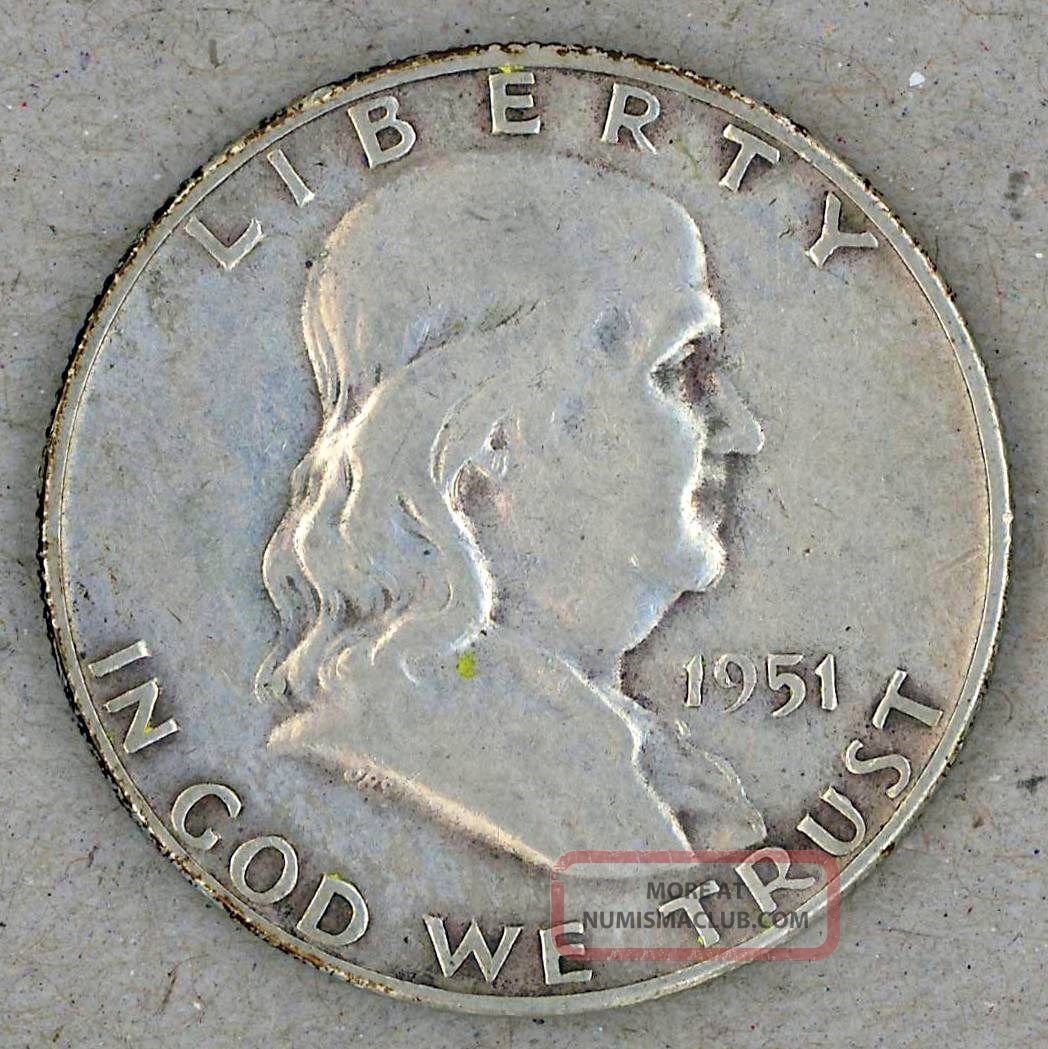 LIBERTY
1951
IN GOD WE TRUST
MORE AT
NUMISMACLUB.COM